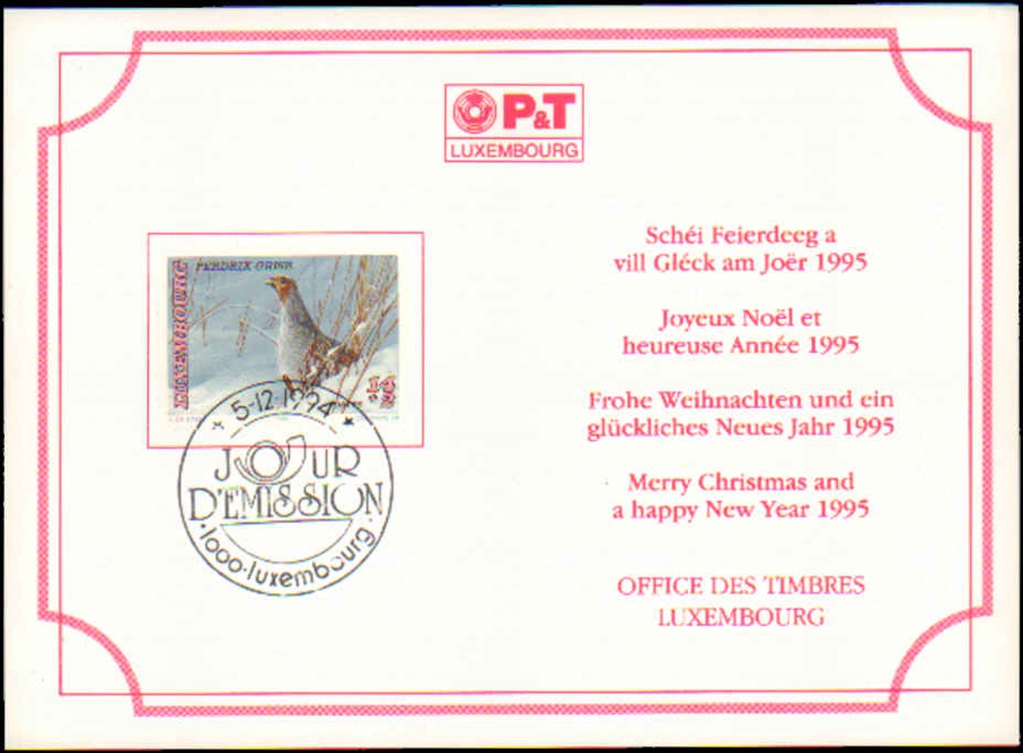 P&T
LUXEMBOURG
PERDRIX GRISE
LUXEMBOURG
14
+2
5-12-1994
JOUR
D'EMISSION
1000-luxembourg
Schéi Feierdeeg a
vill Gléck am Joër 1995
Joyeux Noël et
heureuse Année 1995
Frohe Weihnachten und ein
glückliches Neues Jahr 1995
Merry Christmas and
a happy New Year 1995
OFFICE DES TIMBRES
LUXEMBOURG